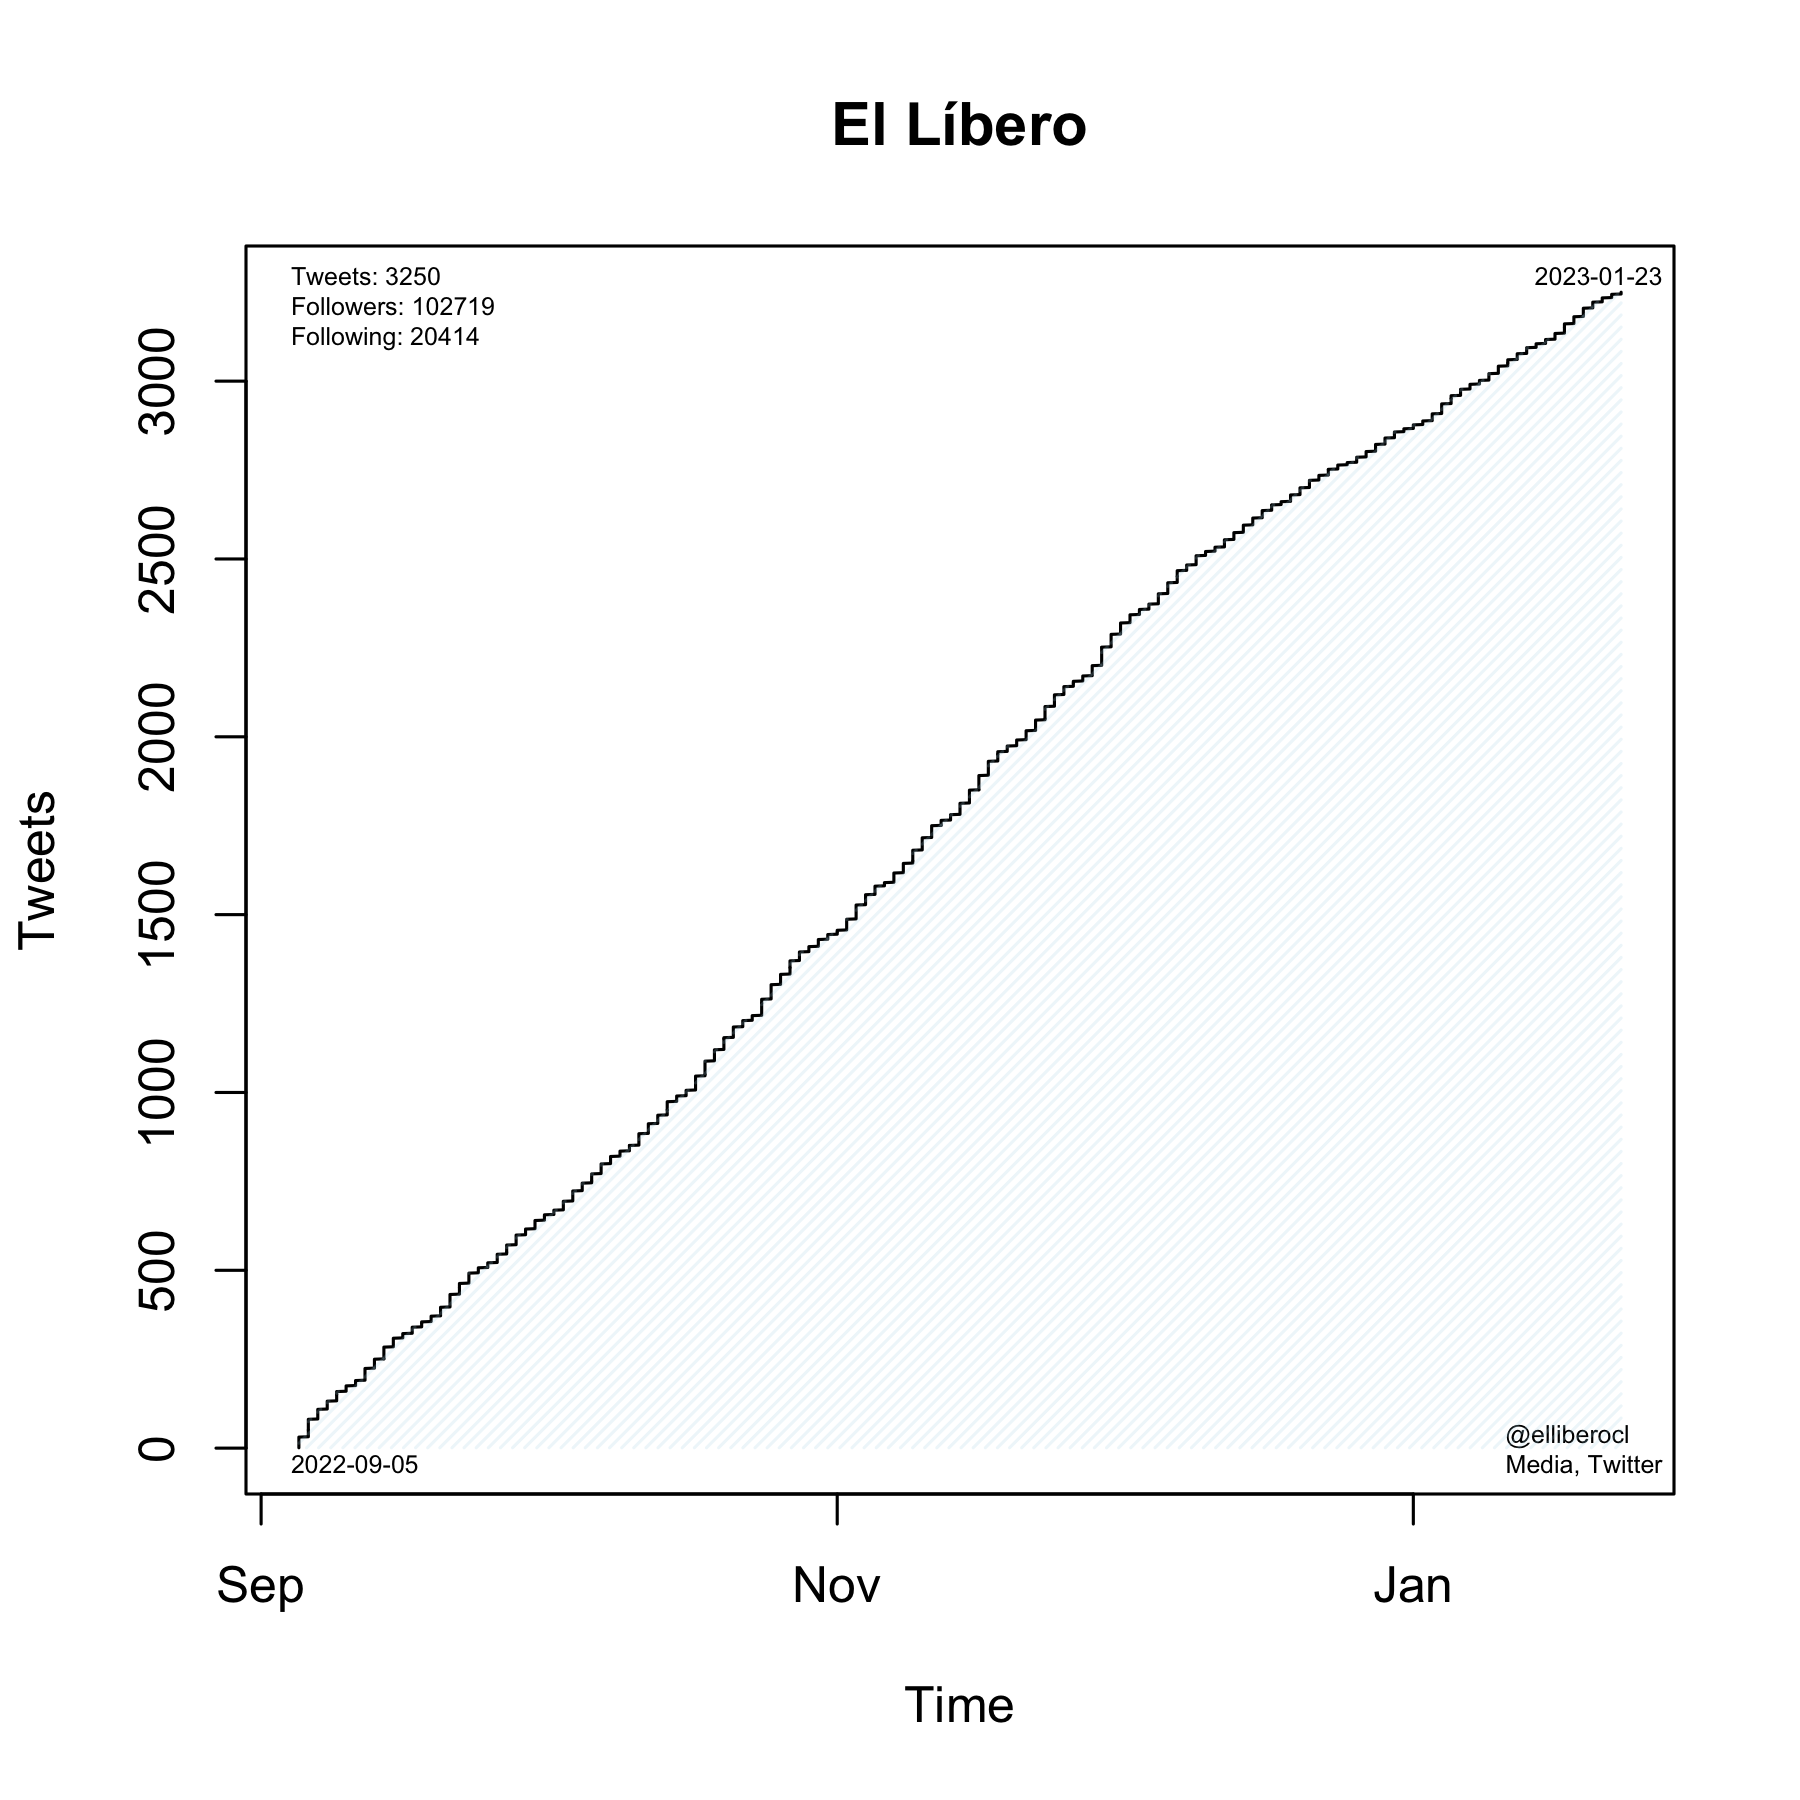 El Líbero
Tweets: 3250
Followers: 102719
Following: 20414
2023-01-23
3000
2500
2000
1500
1000
500
0
Tweets
@elliberocl
Media, Twitter
2022-09-05
Sep
Nov
Jan
Time